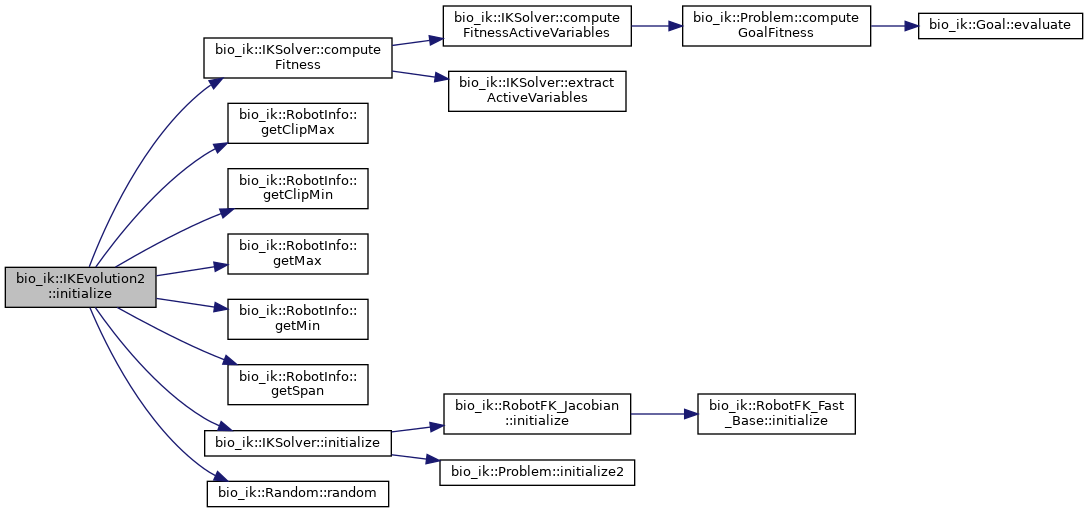 bio_ik::IKEvolution2
::initialize
bio_ik::IKSolver::compute
Fitness
bio_ik::IKSolver::compute
FitnessActiveVariables
bio_ik::Problem::compute
GoalFitness
bio_ik::Goal::evaluate
bio_ik::IKSolver::extract
ActiveVariables
bio_ik::RobotInfo::
getClipMax
bio_ik::RobotInfo::
getClipMin
bio_ik::RobotInfo::
getMax
bio_ik::RobotInfo::
getMin
bio_ik::RobotInfo::
getSpan
bio_ik::IKSolver::initialize
bio_ik::RobotFK_Jacobian
::initialize
bio_ik::RobotFK_Fast
_Base::initialize
bio_ik::Problem::initialize2
bio_ik::Random::random